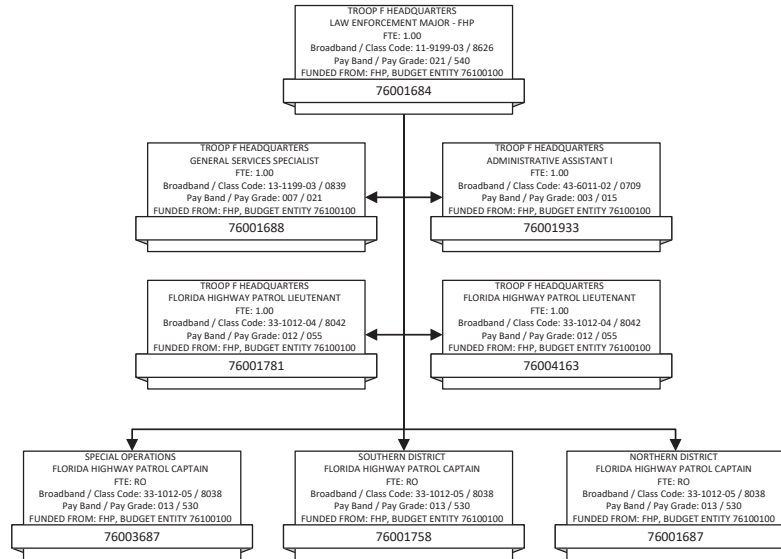 TROOP F HEADQUARTERS
LAW ENFORCEMENT MAJOR - FHP
FTE: 1.00
Broadband / Class Code: 11-9199-03 / 8626
Pay Band / Pay Grade: 021 / 540
FUNDED FROM: FHP, BUDGET ENTITY 76100100
76001684
TROOP F HEADQUARTERS
GENERAL SERVICES SPECIALIST
FTE: 1.00
Broadband / Class Code: 13-1199-03 / 0839
Pay Band / Pay Grade: 007 / 021
FUNDED FROM: FHP, BUDGET ENTITY 76100100
76001688
TROOP F HEADQUARTERS
ADMINISTRATIVE ASSISTANT I
FTE: 1.00
Broadband / Class Code: 43-6011-02 / 0709
Pay Band / Pay Grade: 003 / 015
FUNDED FROM: FHP, BUDGET ENTITY 76100100
76001933
TROOP F HEADQUARTERS
FLORIDA HIGHWAY PATROL LIEUTENANT
FTE: 1.00
Broadband / Class Code: 33-1012-04 / 8042
Pay Band / Pay Grade: 012 / 055
FUNDED FROM: FHP, BUDGET ENTITY 76100100
76001781
TROOP F HEADQUARTERS
FLORIDA HIGHWAY PATROL LIEUTENANT
FTE: 1.00
Broadband / Class Code: 33-1012-04 / 8042
Pay Band / Pay Grade: 012 / 055
FUNDED FROM: FHP, BUDGET ENTITY 76100100
76004163
SPECIAL OPERATIONS
FLORIDA HIGHWAY PATROL CAPTAIN
FTE: RO
Broadband / Class Code: 33-1012-05 / 8038
Pay Band / Pay Grade: 013 / 530
FUNDED FROM: FHP, BUDGET ENTITY 76100100
76003687
SOUTHERN DISTRICT
FLORIDA HIGHWAY PATROL CAPTAIN
FTE: RO
Broadband / Class Code: 33-1012-05 / 8038
Pay Band / Pay Grade: 013 / 530
FUNDED FROM: FHP, BUDGET ENTITY 76100100
76001758
NORTHERN DISTRICT
FLORIDA HIGHWAY PATROL CAPTAIN
FTE: RO
Broadband / Class Code: 33-1012-05 / 8038
Pay Band / Pay Grade: 013 / 530
FUNDED FROM: FHP, BUDGET ENTITY 76100100
76001687